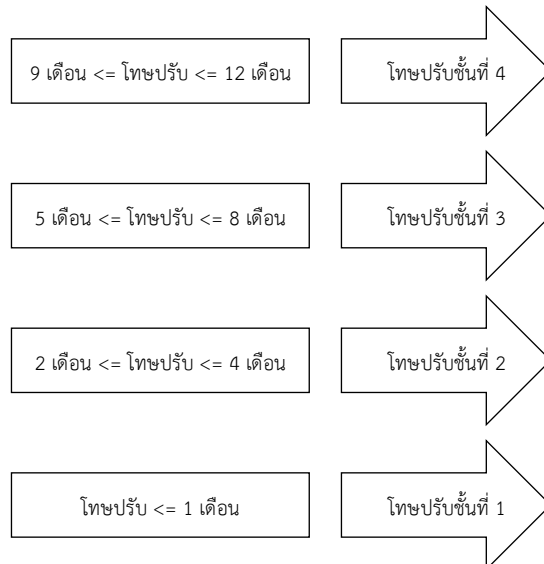 9 เดือน <= โทษปรับ <= 12 เดือน
โทษปรับชั้นที่ 4
5 เดือน <= โทษปรับ <= 8 เดือน
โทษปรับชั้นที่ 3
2 เดือน <= โทษปรับ <= 4 เดือน
โทษปรับชั้นที่ 2
โทษปรับ <= 1 เดือน
โทษปรับชั้นที่ 1